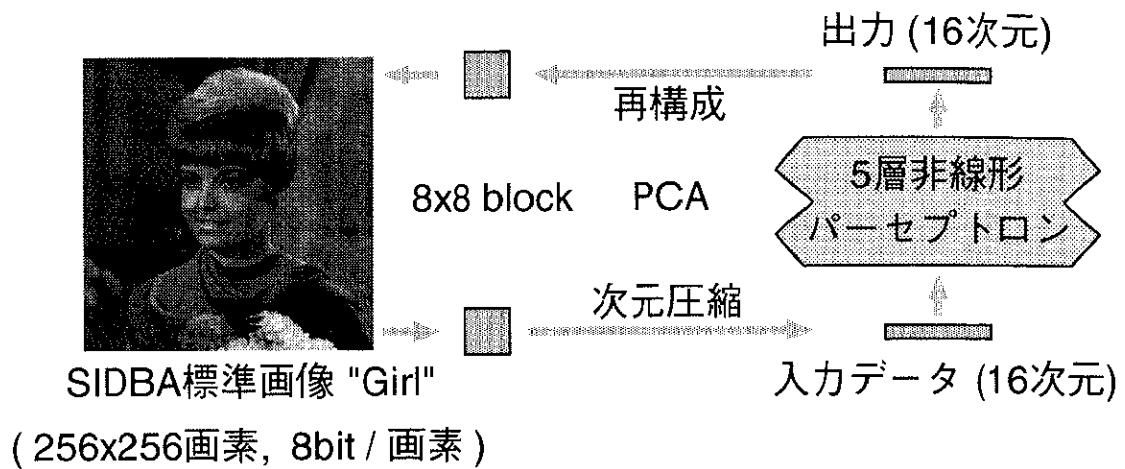 出力 (16次元)
再構成
8x8 block PCA
5層非線形
パーセプトロン
次元圧縮
入力データ (16次元)
SIDBA標準画像 "Girl"
( 256x256画素, 8bit / 画素 )